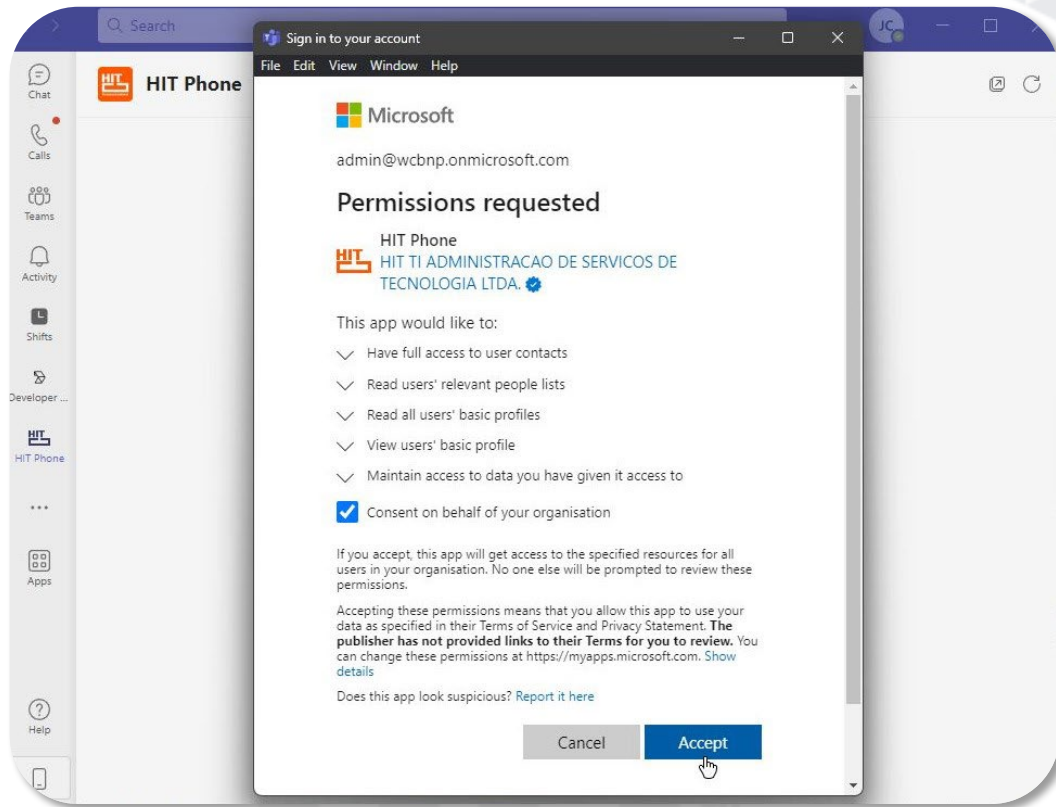 Search
JC
Sign in to your account
File Edit View Window Help
Chat
Calls
Teams
Activity
Shifts
Developer ...
HIT Phone
...
Apps
Help
HIT
HIT Phone
Microsoft
admin@wcbnp.onmicrosoft.com
Permissions requested
HIT
HIT Phone
HIT TI ADMINISTRACAO DE SERVICOS DE
TECNOLOGIA LTDA.
This app would like to:
Have full access to user contacts
Read users' relevant people lists
Read all users' basic profiles
View users' basic profile
Maintain access to data you have given it access to
Consent on behalf of your organisation
If you accept, this app will get access to the specified resources for all
users in your organisation. No one else will be prompted to review these
permissions.
Accepting these permissions means that you allow this app to use your
data as specified in their Terms of Service and Privacy Statement. The
publisher has not provided links to their Terms for you to review. You
can change these permissions at https://myapps.microsoft.com. Show
details
Does this app look suspicious? Report it here
Cancel
Accept